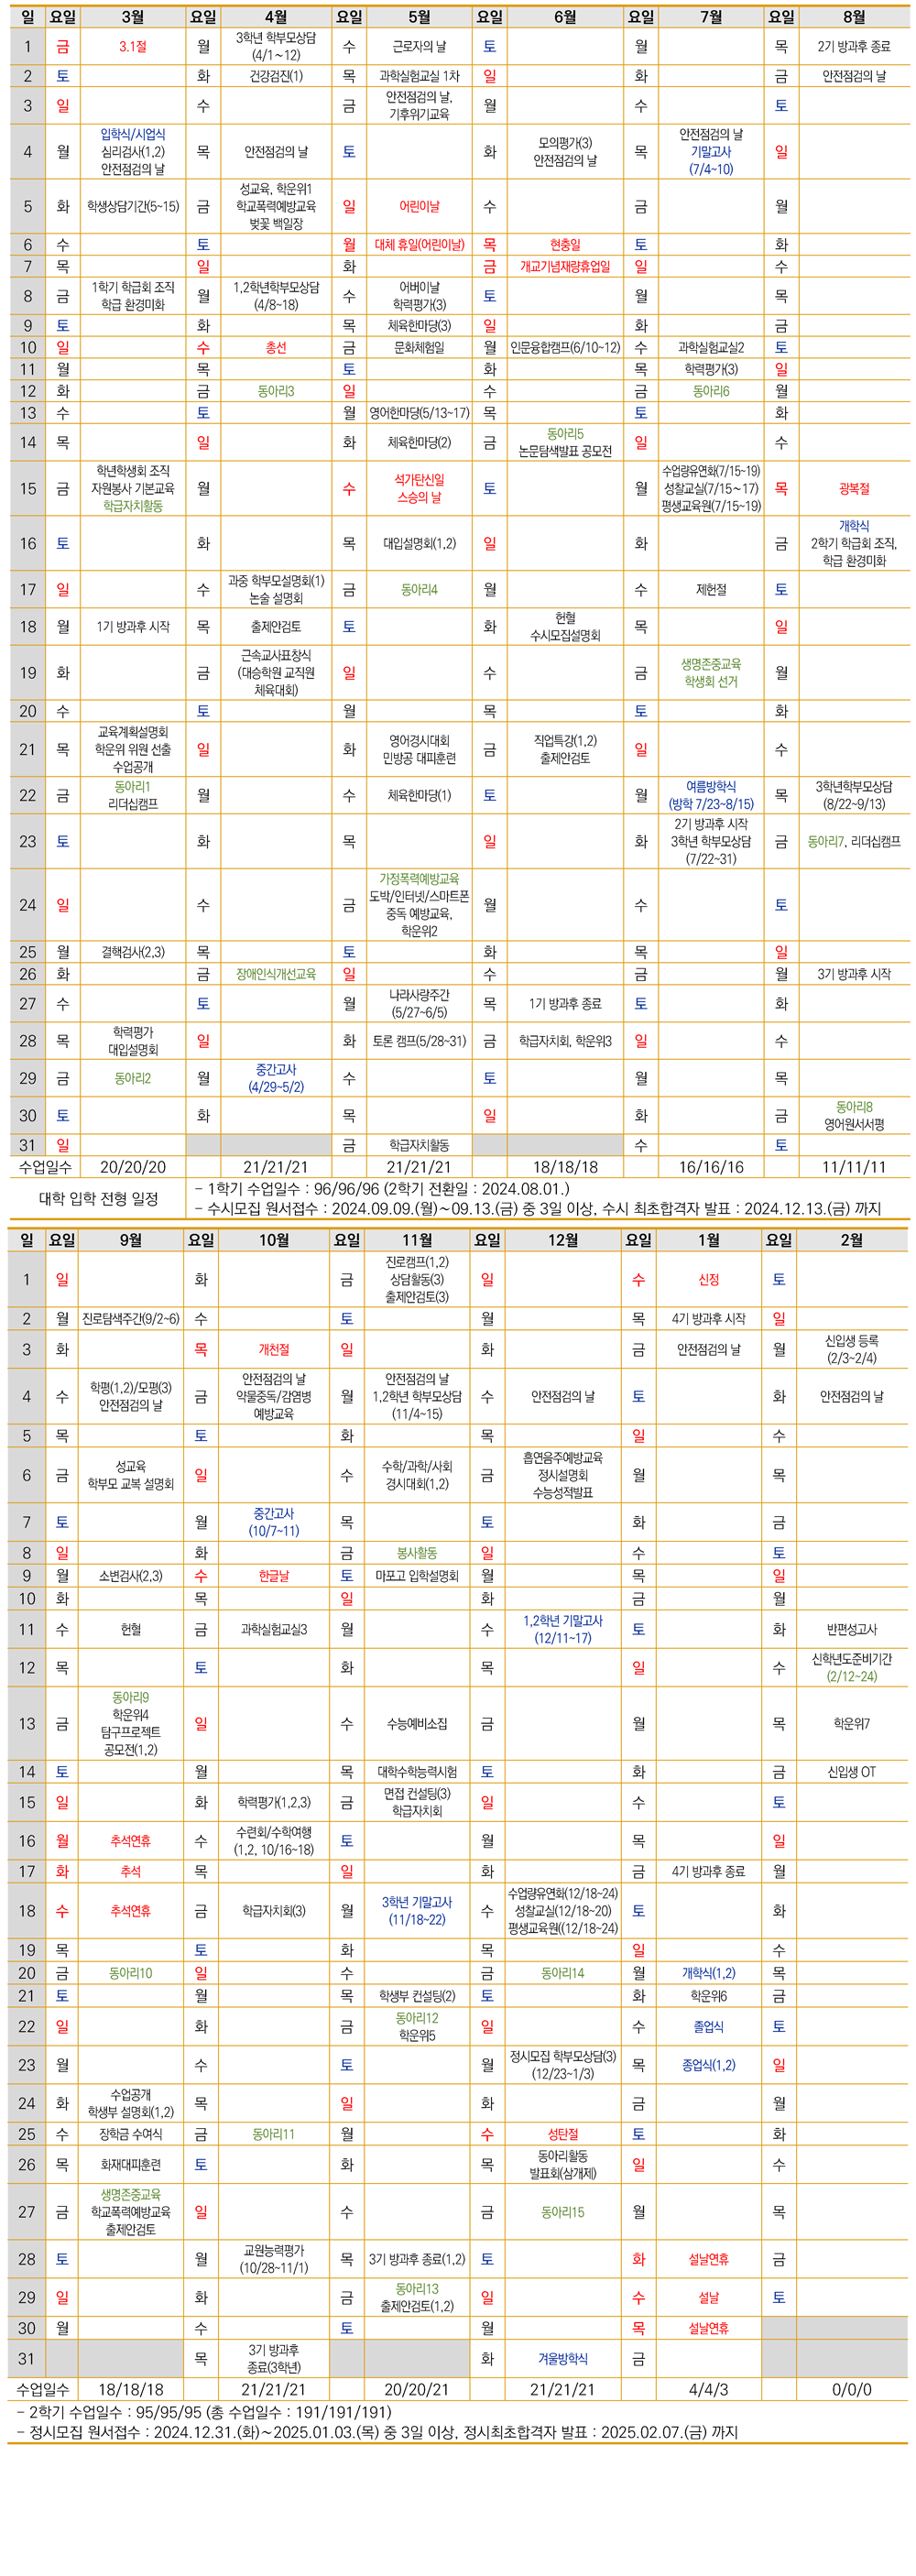 일 요일 3월 요일 4월 요일 5월 요일 6월 요일 7월 요일 8월
1 금 3.1절 월 3학년 학부모상담 (4/1~12) 수 근로자의 날 토 월 목 2기 방과후 종료
2 토 화 건강검진(1) 목 과학실험교실 1차 일 화 금 안전점검의 날
3 일 수 금 안전점검의 날, 기후위기교육 월 수 토
4 월 입학식/시업식 심리검사(1,2) 안전점검의 날 목 안전점검의 날 토 화 모의평가(3) 안전점검의 날 목 안전점검의 날 기말고사 (7/4~10) 일
5 화 학생상담기간(5~15) 금 성교육, 학운위1 학교폭력예방교육 벚꽃 백일장 일 어린이날 수 금 월
6 수 토 월 대체 휴일(어린이날) 목 현충일 토 화
7 목 일 화 금 개교기념재량휴업일 일 수
8 금 1학기 학급회 조직 학급 환경미화 월 1,2학년학부모상담 (4/8~18) 수 어버이날 학력평가(3) 토 월 목
9 토 화 목 체육한마당(3) 일 화 금
10 일 수 총선 금 문화체험일 월 인문융합캠프(6/10~12) 수 과학실험교실2 토
11 월 목 토 화 목 학력평가(3) 일
12 화 금 동아리3 일 수 금 동아리6 월
13 수 토 월 영어한마당(5/13~17) 목 토 화
14 목 일 화 체육한마당(2) 금 동아리5 논문탐색발표 공모전 일 수
15 금 학년학생회 조직 자원봉사 기본교육 학급자치활동 월 수 석가탄신일 스승의 날 토 월 수업량유연화(7/15~19) 성찰교실(7/15~17) 평생교육원(7/15~19) 목 광복절
16 토 화 목 대입설명회(1,2) 일 화 금 개학식 2학기 학급회 조직, 학급 환경미화
17 일 수 과중 학부모설명회(1) 논술 설명회 금 동아리4 월 수 제헌절 토
18 월 1기 방과후 시작 목 출제안검토 토 화 헌혈 수시모집설명회 목 일
19 화 금 근속교사표창식 (대승학원 교직원 체육대회) 일 수 금 생명존중교육 학생회 선거 월
20 수 토 월 목 토 화
21 목 교육계획설명회 학운위 위원 선출 수업공개 일 화 영어경시대회 민방공 대피훈련 금 직업특강(1,2) 출제안검토 일 수
22 금 동아리1 리더십캠프 월 수 체육한마당(1) 토 월 여름방학식 (방학 7/23~8/15) 목 3학년학부모상담 (8/22~9/13)
23 토 화 목 일 화 2기 방과후 시작 3학년 학부모상담 (7/22~31) 금 동아리7, 리더십캠프
24 일 수 금 가정폭력예방교육 도박/인터넷/스마트폰 중독 예방교육, 학운위2 월 수 토
25 월 결핵검사(2,3) 목 토 화 목 일
26 화 금 장애인식개선교육 일 수 금 월 3기 방과후 시작
27 수 토 월 나라사랑주간 (5/27~6/5) 목 1기 방과후 종료 토 화
28 목 학력평가 대입설명회 일 화 토론 캠프(5/28~31) 금 학급자치회, 학운위3 일 수
29 금 동아리2 월 중간고사 (4/29~5/2) 수 토 월 목
30 토 화 목 일 화 금 동아리8 영어원서서평
31 일 금 학급자치활동 수 토
수업일수 20/20/20 21/21/21 21/21/21 18/18/18 16/16/16 11/11/11
대학 입학 전형 일정
- 1학기 수업일수 : 96/96/96 (2학기 전환일 : 2024.08.01.)
- 수시모집 원서접수 : 2024.09.09.(월)~09.13.(금) 중 3일 이상, 수시 최초합격자 발표 : 2024.12.13.(금) 까지
일 요일 9월 요일 10월 요일 11월 요일 12월 요일 1월 요일 2월
1 일 화 금 진로캠프(1,2) 상담활동(3) 출제안검토(3) 일 수 신정 토
2 월 진로탐색주간(9/2~6) 수 토 월 목 4기 방과후 시작 일
3 화 목 개천절 일 화 금 안전점검의 날 월 신입생 등록 (2/3~2/4)
4 수 학평(1,2)/모평(3) 안전점검의 날 금 안전점검의 날 약물중독/감염병 예방교육 월 안전점검의 날 1,2학년 학부모상담 (11/4~15) 수 안전점검의 날 토 화 안전점검의 날
5 목 토 화 목 일 수
6 금 성교육 학부모 교복 설명회 일 수 수학/과학/사회 경시대회(1,2) 금 흡연음주예방교육 정시설명회 수능성적발표 월 목
7 토 월 중간고사 (10/7~11) 목 토 화 금
8 일 화 금 봉사활동 일 수 토
9 월 소변검사(2,3) 수 한글날 토 마포고 입학설명회 월 목 일
10 화 목 일 화 금 월
11 수 헌혈 금 과학실험교실3 월 수 1,2학년 기말고사 (12/11~17) 토 화 반편성고사
12 목 토 화 목 일 수 신학년도준비기간 (2/12~24)
13 금 동아리9 학운위4 탐구프로젝트 공모전(1,2) 일 수 수능예비소집 금 월 목 학운위7
14 토 월 목 대학수학능력시험 토 화 금 신입생 OT
15 일 화 학력평가(1,2,3) 금 면접 컨설팅(3) 학급자치회 일 수 토
16 월 추석연휴 수 수련회/수학여행 (1,2, 10/16~18) 토 월 목 일
17 화 추석 목 일 화 금 4기 방과후 종료 월
18 수 추석연휴 금 학급자치회(3) 월 3학년 기말고사 (11/18~22) 수 수업량유연화(12/18~24) 성찰교실(12/18~20) 평생교육원((12/18~24) 토 화
19 목 토 화 목 일 수
20 금 동아리10 일 수 금 동아리14 월 개학식(1,2) 목
21 토 월 목 학생부 컨설팅(2) 토 화 학운위6 금
22 일 화 금 동아리12 학운위5 일 수 졸업식 토
23 월 수 토 월 정시모집 학부모상담(3) (12/23~1/3) 목 종업식(1,2) 일
24 화 수업공개 학생부 설명회(1,2) 목 일 화 금 월
25 수 장학금 수여식 금 동아리11 월 수 성탄절 토 화
26 목 화재대피훈련 토 화 목 동아리활동 발표회(삼개제) 일 수
27 금 생명존중교육 학교폭력예방교육 출제안검토 일 수 금 동아리15 월 목
28 토 월 교원능력평가 (10/28~11/1) 목 3기 방과후 종료(1,2) 토 화 설날연휴 금
29 일 화 금 동아리13 출제안검토(1,2) 일 수 설날 토
30 월 수 토 월 목 설날연휴
31 목 3기 방과후 종료(3학년) 화 겨울방학식 금
수업일수 18/18/18 21/21/21 20/20/21 21/21/21 4/4/3 0/0/0
- 2학기 수업일수 : 95/95/95 (총 수업일수 : 191/191/191)
- 정시모집 원서접수 : 2024.12.31.(화)~2025.01.03.(목) 중 3일 이상, 정시최초합격자 발표 : 2025.02.07.(금) 까지